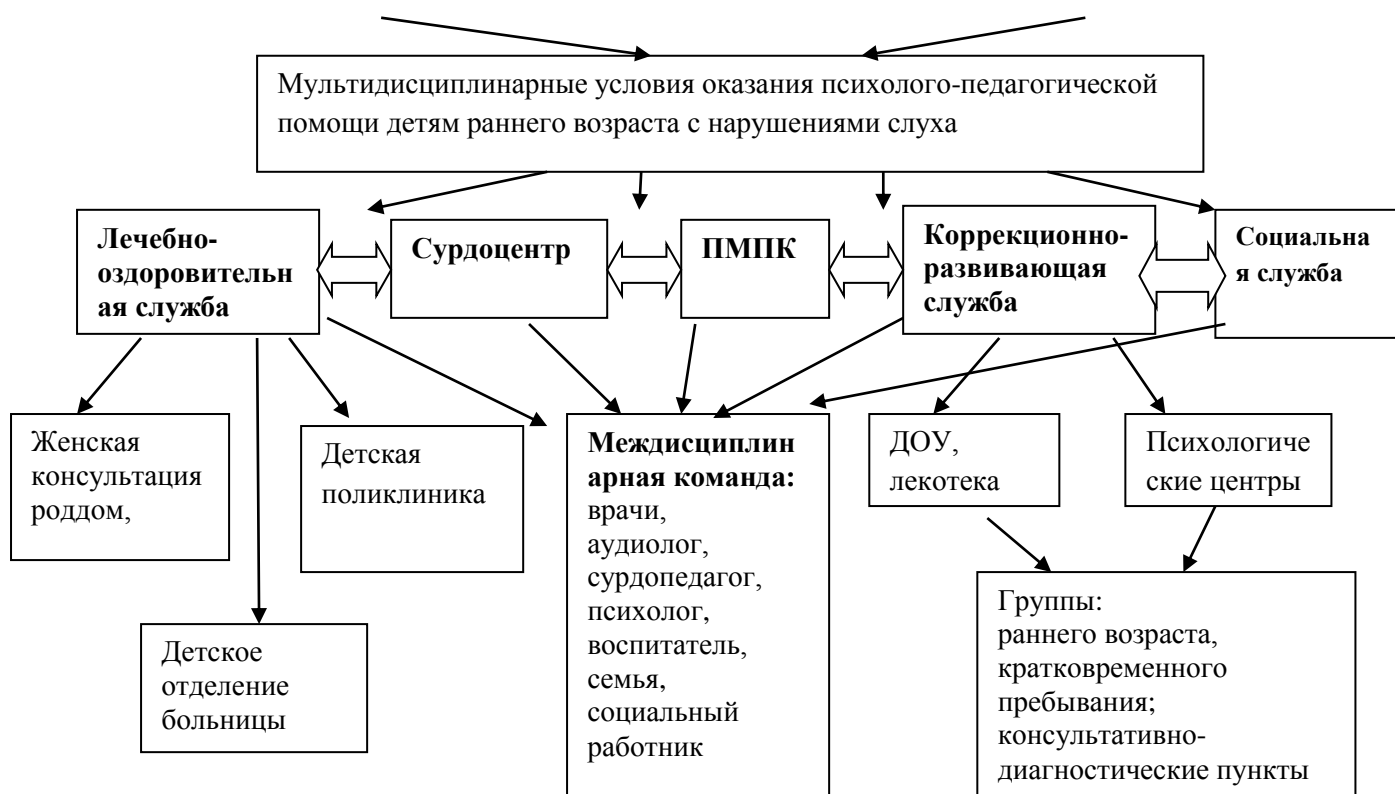 Мультидисциплинарные условия оказания психолого-педагогической
помощи детям раннего возраста с нарушениями слуха
Лечебно-
оздоровительн
ая служба
Сурдоцентр
ПМПК
Коррекционно-
развивающая
служба
Социальна
я служба
Женская
консультация
роддом,
Детская
поликлиника
Междисциплин
арная команда:
врачи,
аудиолог,
сурдопедагог,
психолог,
воспитатель,
семья,
социальный
работник
ДОУ,
лекотека
Психологиче
ские центры
Детское
отделение
больницы
Группы:
раннего возраста,
кратковременного
пребывания;
консультативно-
диагностические пункты